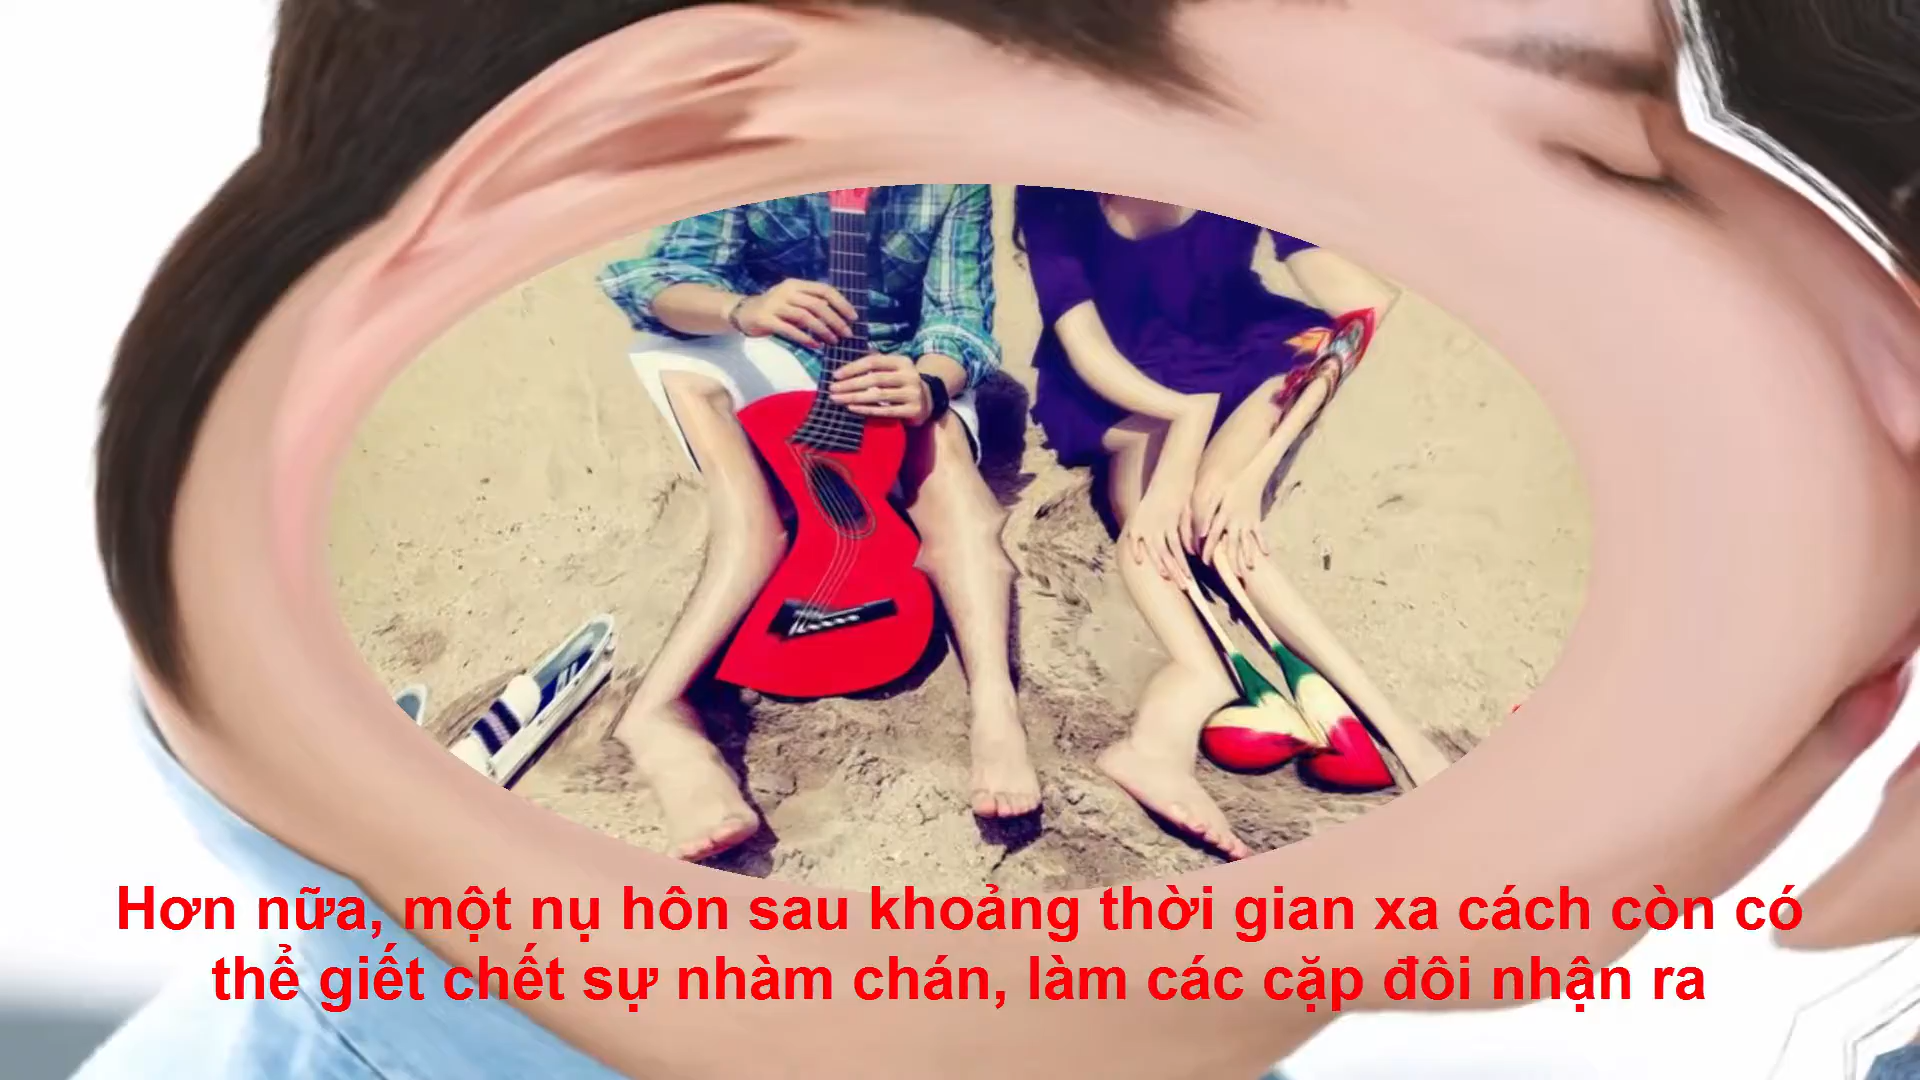 Hơn nữa, một nụ hôn sau khoảng thời gian xa cách còn có
thể giết chết sự nhàm chán, làm các cặp đôi nhận ra